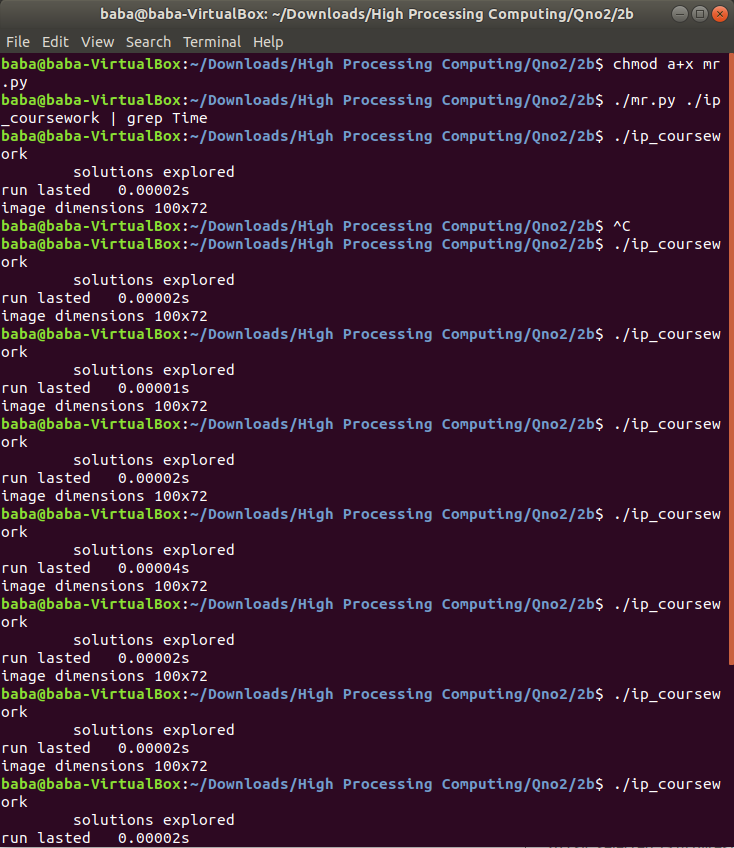 baba@baba-VirtualBox: ~/Downloads/High Processing Computing/Qno2/2b
File Edit View Search Terminal Help
baba@baba-VirtualBox:~/Downloads/High Processing Computing/Qno2/2b$ chmod a+x mr
.py
baba@baba-VirtualBox:~/Downloads/High Processing Computing/Qno2/2b$ ./mr.py ./ip
_coursework | grep Time
baba@baba-VirtualBox:~/Downloads/High Processing Computing/Qno2/2b$ ./ip_coursew
ork
        solutions explored
run lasted   0.00002s
image dimensions 100x72
baba@baba-VirtualBox:~/Downloads/High Processing Computing/Qno2/2b$ ^C
baba@baba-VirtualBox:~/Downloads/High Processing Computing/Qno2/2b$ ./ip_coursew
ork
        solutions explored
run lasted   0.00002s
image dimensions 100x72
baba@baba-VirtualBox:~/Downloads/High Processing Computing/Qno2/2b$ ./ip_coursew
ork
        solutions explored
run lasted   0.00001s
image dimensions 100x72
baba@baba-VirtualBox:~/Downloads/High Processing Computing/Qno2/2b$ ./ip_coursew
ork
        solutions explored
run lasted   0.00002s
image dimensions 100x72
baba@baba-VirtualBox:~/Downloads/High Processing Computing/Qno2/2b$ ./ip_coursew
ork
        solutions explored
run lasted   0.00004s
image dimensions 100x72
baba@baba-VirtualBox:~/Downloads/High Processing Computing/Qno2/2b$ ./ip_coursew
ork
        solutions explored
run lasted   0.00002s
image dimensions 100x72
baba@baba-VirtualBox:~/Downloads/High Processing Computing/Qno2/2b$ ./ip_coursew
ork
        solutions explored
run lasted   0.00002s
image dimensions 100x72
baba@baba-VirtualBox:~/Downloads/High Processing Computing/Qno2/2b$ ./ip_coursew
ork
        solutions explored
run lasted   0.00002s